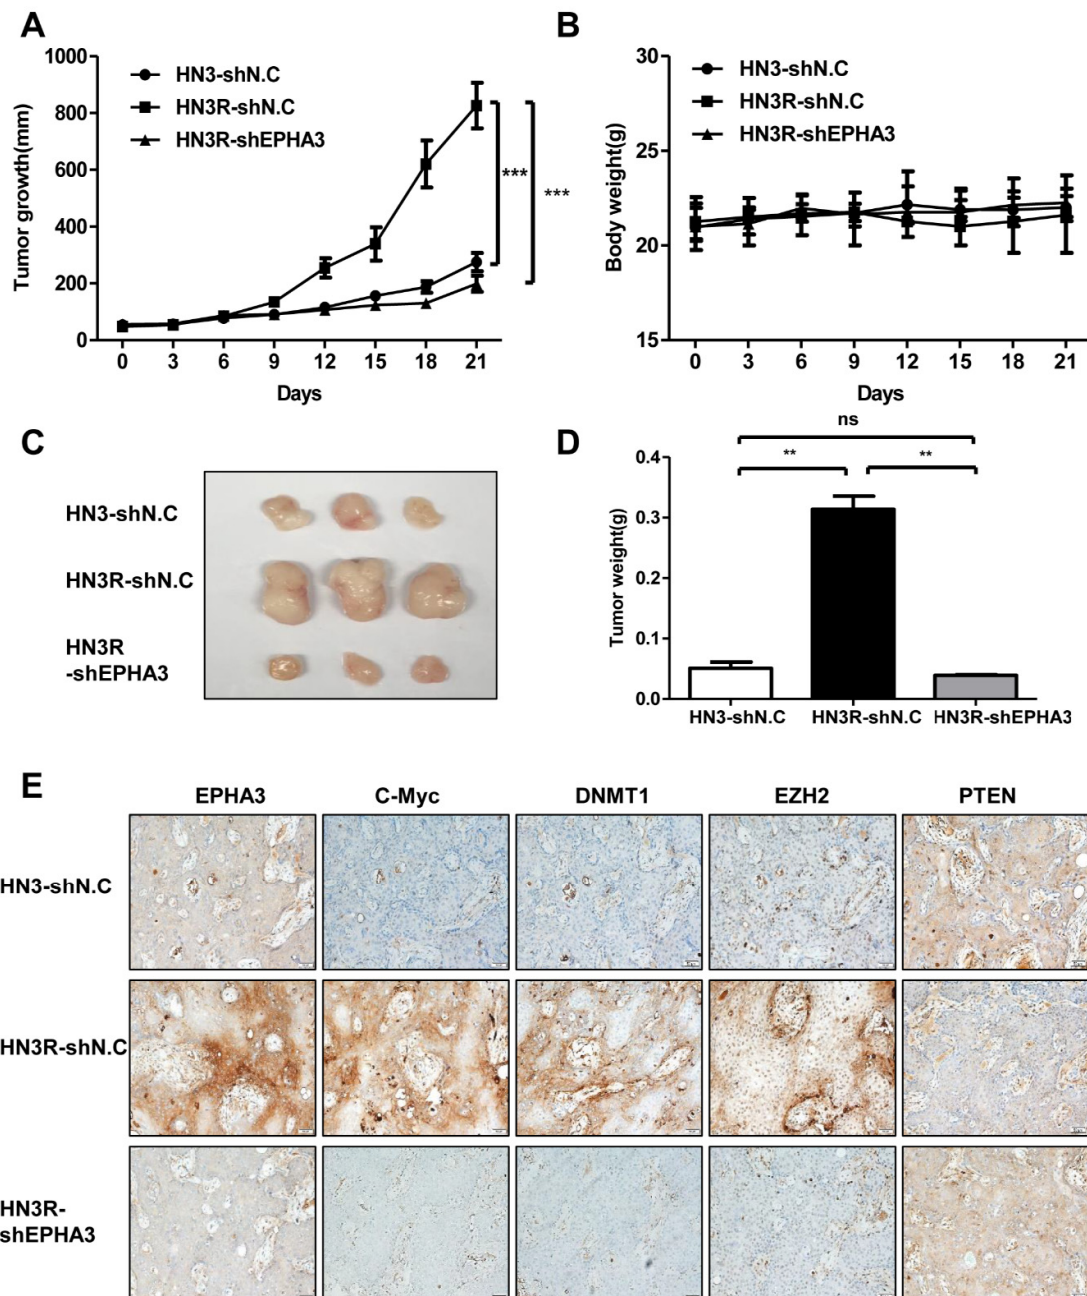 A
Tumor growth(mm)
1000
800
600
400
200
0
HN3-shN.C
HN3R-shN.C
HN3R-shEPHA3
***
***
0 3 6 9 12 15 18 21
Days
B
Body weight(g)
30
25
20
15
HN3-shN.C
HN3R-shN.C
HN3R-shEPHA3
0 3 6 9 12 15 18 21
Days
C
HN3-shN.C
HN3R-shN.C
HN3R
-shEPHA3
D
ns
** **
Tumor weight(g)
0.4
0.3
0.2
0.1
0.0
HN3-shN.C HN3R-shN.C HN3R-shEPHA3
E
EPHA3 C-Myc DNMT1 EZH2 PTEN
HN3-shN.C
HN3R-shN.C
HN3R-
shEPHA3